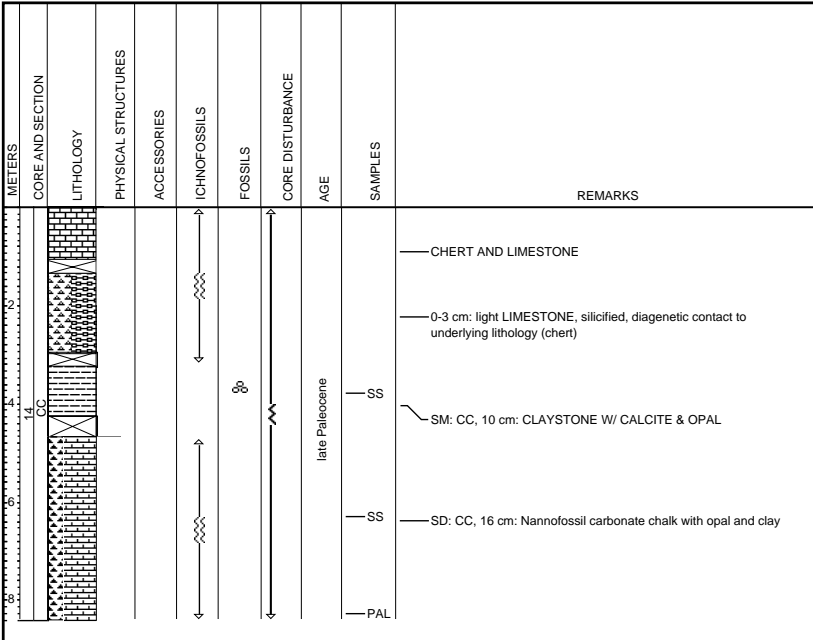 METERS
CORE AND SECTION
LITHOLOGY
PHYSICAL STRUCTURES
ACCESSORIES
ICHNOFOSSILS
FOSSILS
CORE DISTURBANCE
AGE
SAMPLES
REMARKS
CHERT AND LIMESTONE
2
0-3 cm: light LIMESTONE, silicified, diagenetic contact to
underlying lithology (chert)
SS
4
14
CC
late Paleocene
SM: CC, 10 cm: CLAYSTONE W/ CALCITE & OPAL
6
SS
SD: CC, 16 cm: Nannofossil carbonate chalk with opal and clay
8
PAL